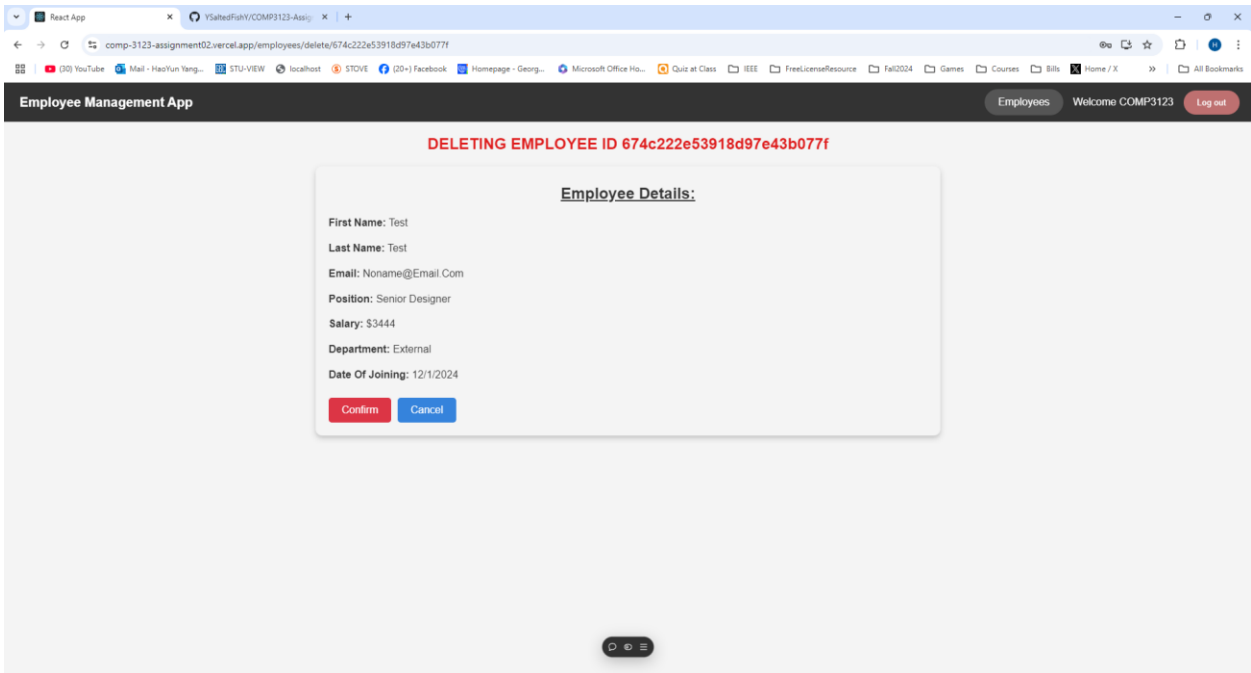 React App
YSaltedFishY/COMP3123-Assig
comp-3123-assignment02.vercel.app/employees/delete/674c222e53918d97e43b077f
(30) YouTube
Mail - HaoYun Yang...
STU-VIEW
localhost
STOVE
(20+) Facebook
Homepage - Georg...
Microsoft Office Ho...
Quiz at Class
IEEE
FreeLicenseResource
Fall2024
Games
Courses
Bills
Home / X
All Bookmarks
Employee Management App
Employees
Welcome COMP3123
Log out
DELETING EMPLOYEE ID 674c222e53918d97e43b077f
Employee Details:
First Name: Test
Last Name: Test
Email: Noname@Email.Com
Position: Senior Designer
Salary: $3444
Department: External
Date Of Joining: 12/1/2024
Confirm
Cancel